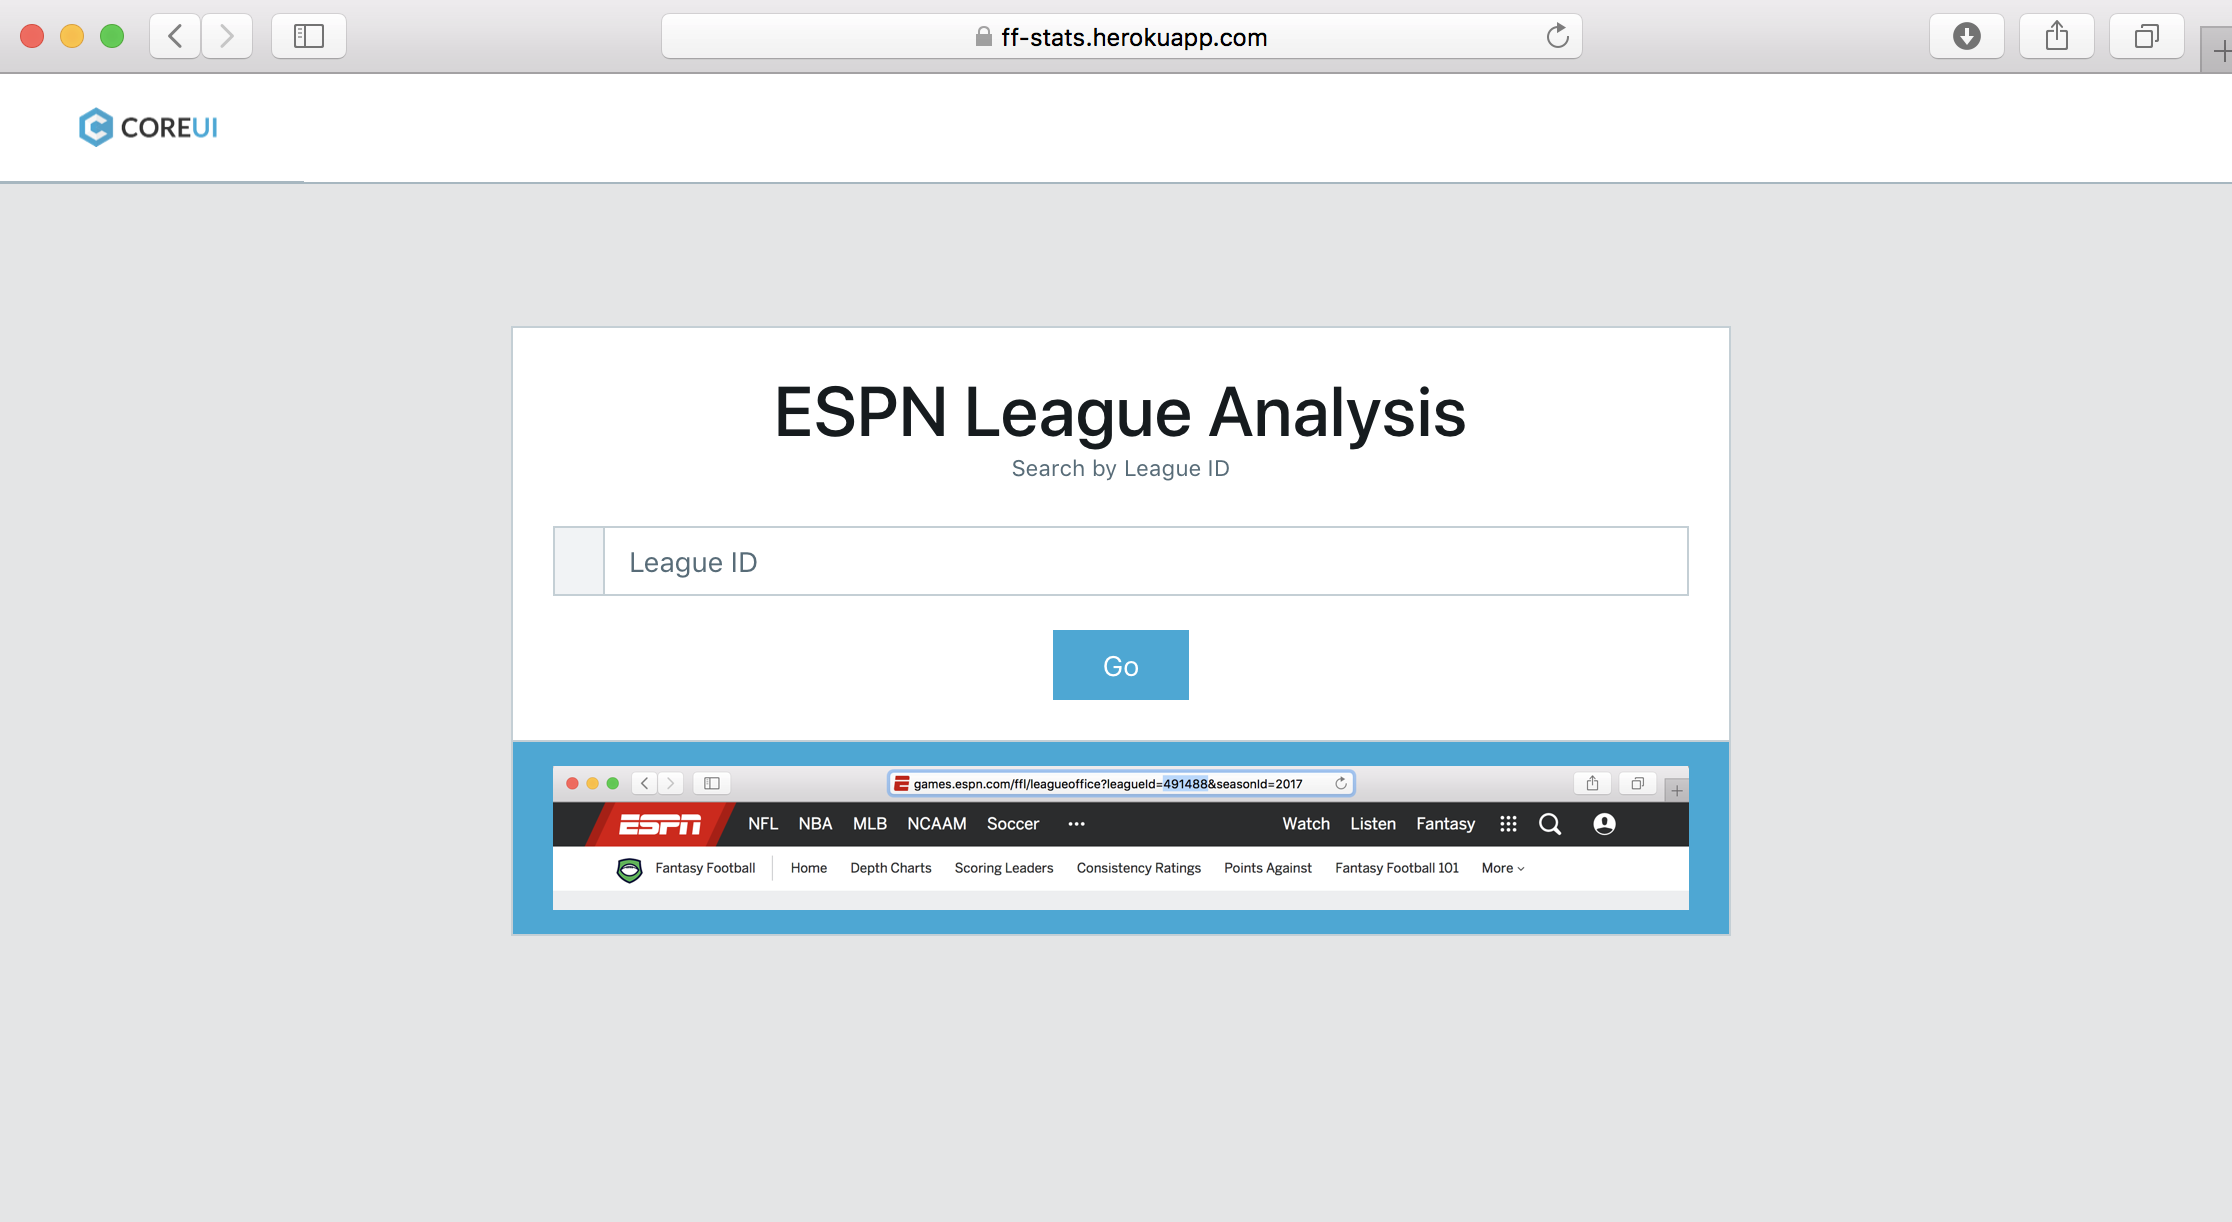 ff-stats.herokuapp.com
COREUI
ESPN League Analysis
Search by League ID
League ID
Go
games.espn.com/ffl/leagueoffice?leagueId=491488&seasonId=2017
ESPN NFL NBA MLB NCAAM Soccer ••• Watch Listen Fantasy
Fantasy Football Home Depth Charts Scoring Leaders Consistency Ratings Points Against Fantasy Football 101 More